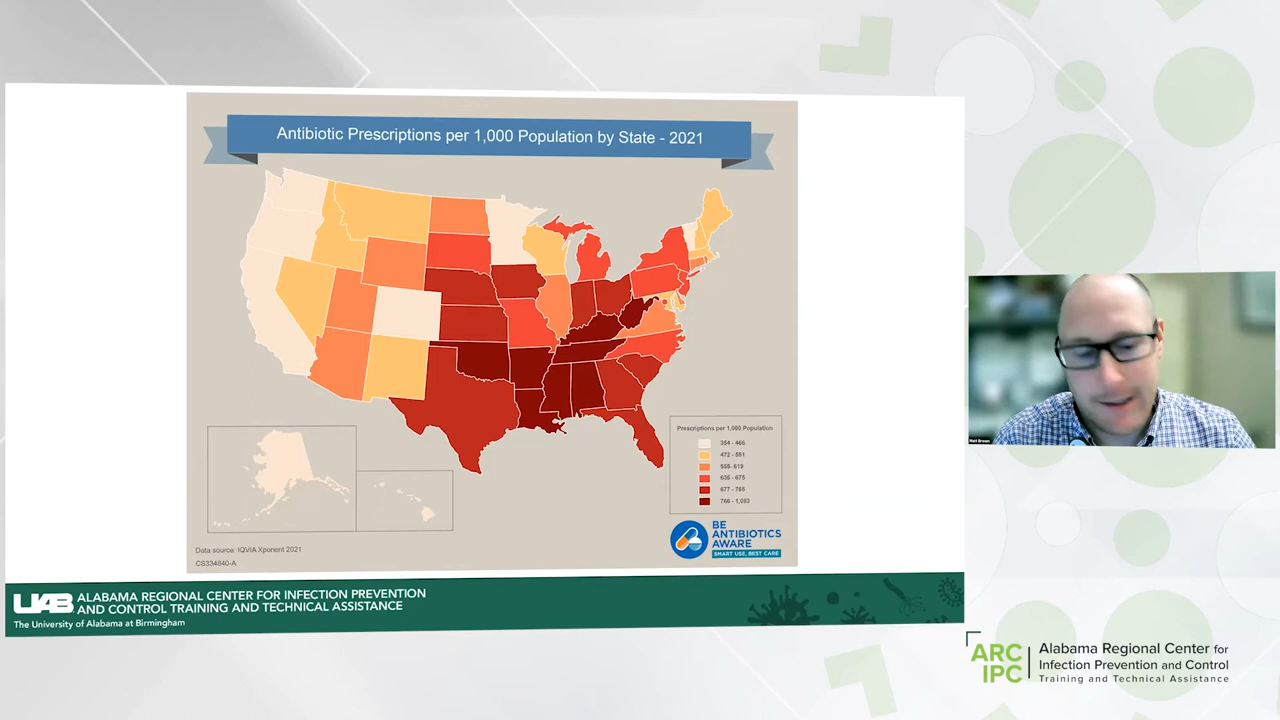 Antibiotic Prescriptions per 1,000 Population by State - 2021
Prescriptions per 1,000 Population
354 - 466
472 - 551
555- 619
635 - 675
677 - 765
766 - 1,083
Data source: IQVIA Xponent 2021
CS334840-A
BE
ANTIBIOTICS
AWARE
SMART USE, BEST CARE
UAB
ALABAMA REGIONAL CENTER FOR INFECTION PREVENTION
AND CONTROL TRAINING AND TECHNICAL ASSISTANCE
The University of Alabama at Birmingham
Matt Brown
ARC
IPC
Alabama Regional Center for
Infection Prevention and Control
Training and Technical Assistance